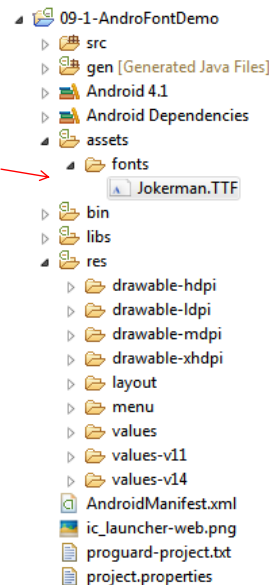 09-1-AndroFontDemo
src
gen [Generated Java Files]
Android 4.1
Android Dependencies
assets
fonts
Jokerman.TTF
bin
libs
res
drawable-hdpi
drawable-ldpi
drawable-mdpi
drawable-xhdpi
layout
menu
values
values-v11
values-v14
AndroidManifest.xml
ic_launcher-web.png
proguard-project.txt
project.properties